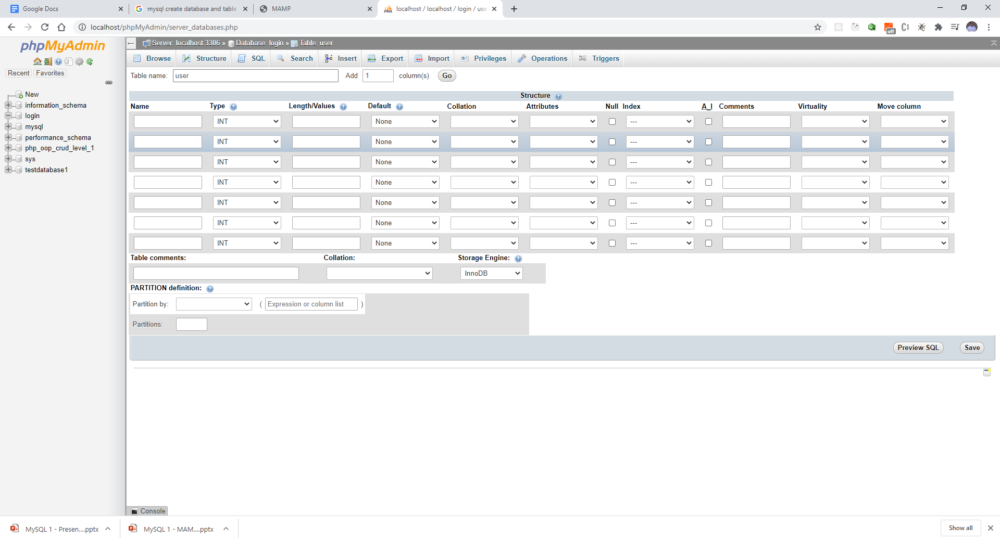 Google Docs
mysql create database and table
MAMP
localhost / localhost / login / use
localhost/phpMyAdmin/server_databases.php
off
phpMyAdmin
Recent Favorites
New
information_schema
login
mysql
performance_schema
php_oop_crud_level_1
sys
testdatabase1
Server: localhost:3306 » Database: login » Table: user
Browse Structure SQL Search Insert Export Import Privileges Operations Triggers
Table name: user Add 1 column(s) Go
Structure
Name Type Length/Values Default Collation Attributes Null Index A_I Comments Virtuality Move column
INT None ---
INT None ---
INT None ---
INT None ---
INT None ---
INT None ---
INT None ---
Table comments: Collation: Storage Engine:
InnoDB
PARTITION definition:
Partition by: ( Expression or column list )
Partitions:
Preview SQL Save
Console
MySQL 1 - Presen....pptx
MySQL 1 - MAM....pptx
Show all